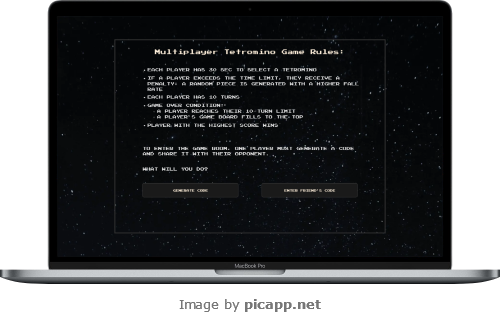 Multiplayer Tetromino Game Rules:
• EACH PLAYER HAS 30 SEC TO SELECT A TETROMINO
• IF A PLAYER EXCEEDS THE TIME LIMIT, THEY RECEIVE A
PENALTY: A RANDOM PIECE IS GENERATED WITH A HIGHER FALL
RATE
• EACH PLAYER HAS 10 TURNS
• GAME OVER CONDITION:
- A PLAYER REACHES THEIR 10 TURN LIMIT
- A PLAYER'S GAME BOARD FILLS TO THE TOP
• PLAYER WITH THE HIGHEST SCORE WINS
TO ENTER THE GAME ROOM, ONE PLAYER MUST GENERATE A CODE
AND SHARE IT WITH THEIR OPPONENT.
WHAT WILL YOU DO?
GENERATE CODE
ENTER FRIEND'S CODE
MacBook Pro
Image by picapp.net